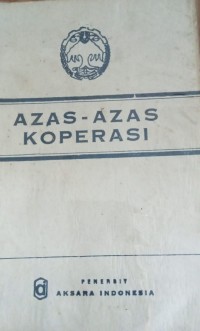 AZAS-AZAS
KOPERASI
PENERBIT
AKSARA INDONESIA